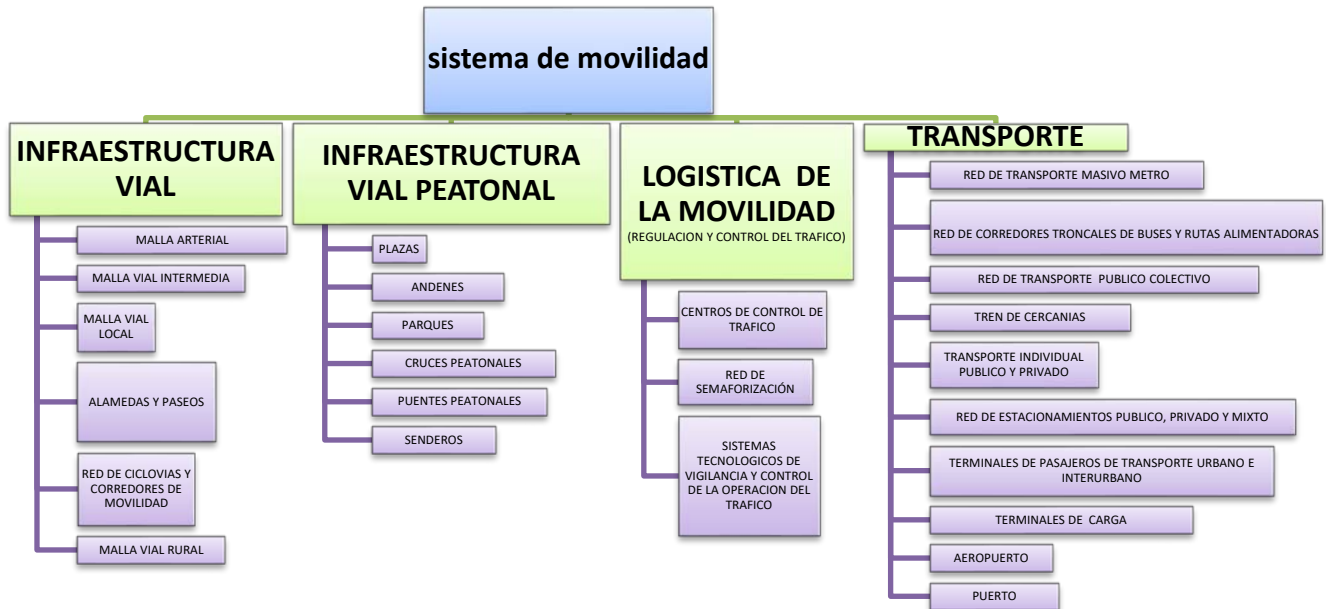 sistema de movilidad
INFRAESTRUCTURA
VIAL
MALLA ARTERIAL
MALLA VIAL INTERMEDIA
MALLA VIAL
LOCAL
ALAMEDAS Y PASEOS
RED DE CICLOVIAS Y
CORREDORES DE
MOVILIDAD
MALLA VIAL RURAL
INFRAESTRUCTURA
VIAL PEATONAL
PLAZAS
ANDENES
PARQUES
CRUCES PEATONALES
PUENTES PEATONALES
SENDEROS
LOGISTICA DE
LA MOVILIDAD
(REGULACION Y CONTROL DEL TRAFICO)
CENTROS DE CONTROL DE
TRAFICO
RED DE
SEMAFORIZACIÓN
SISTEMAS
TECNOLOGICOS DE
VIGILANCIA Y CONTROL
DE LA OPERACION DEL
TRAFICO
TRANSPORTE
RED DE TRANSPORTE MASIVO METRO
RED DE CORREDORES TRONCALES DE BUSES Y RUTAS ALIMENTADORAS
RED DE TRANSPORTE PUBLICO COLECTIVO
TREN DE CERCANIAS
TRANSPORTE INDIVIDUAL
PUBLICO Y PRIVADO
RED DE ESTACIONAMIENTOS PUBLICO, PRIVADO Y MIXTO
TERMINALES DE PASAJEROS DE TRANSPORTE URBANO E
INTERURBANO
TERMINALES DE CARGA
AEROPUERTO
PUERTO